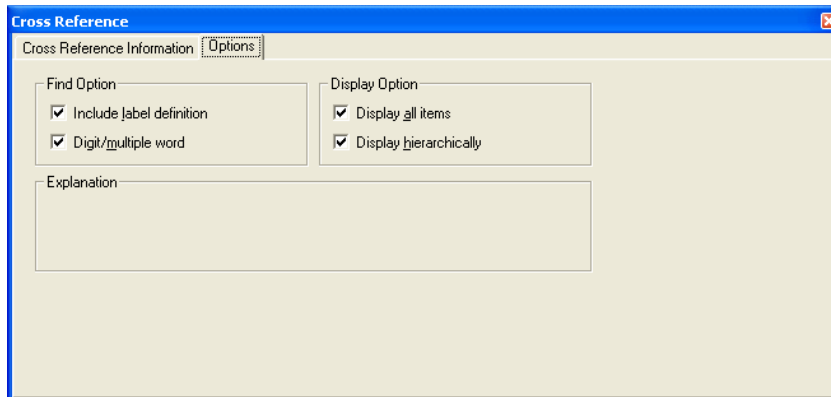 Cross Reference
Cross Reference Information Options
Find Option
Include label definition
Digit/multiple word
Display Option
Display all items
Display hierarchically
Explanation